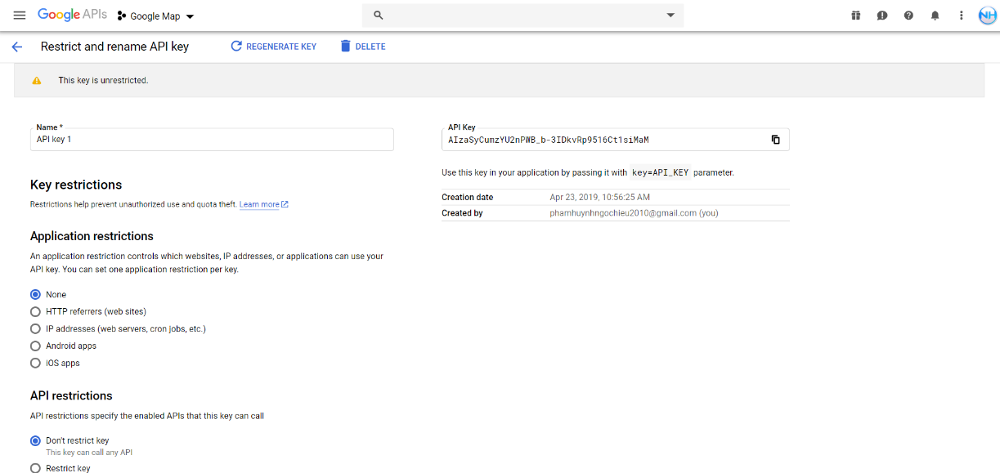 Google APIs
Google Map
NH
Restrict and rename API key
REGENERATE KEY
DELETE
This key is unrestricted.
Name *
API key 1
API Key
AIzaSyCumzYU2nPWB_b-3IDkvRp9516Ct1siMaM
Use this key in your application by passing it with key=API_KEY parameter.
Creation date Apr 23, 2019, 10:56:25 AM
Created by phamhuynhngochieu2010@gmail.com (you)
Key restrictions
Restrictions help prevent unauthorized use and quota theft. Learn more
Application restrictions
An application restriction controls which websites, IP addresses, or applications can use your
API key. You can set one application restriction per key.
None
HTTP referrers (web sites)
IP addresses (web servers, cron jobs, etc.)
Android apps
iOS apps
API restrictions
API restrictions specify the enabled APIs that this key can call
Don't restrict key
This key can call any API
Restrict key